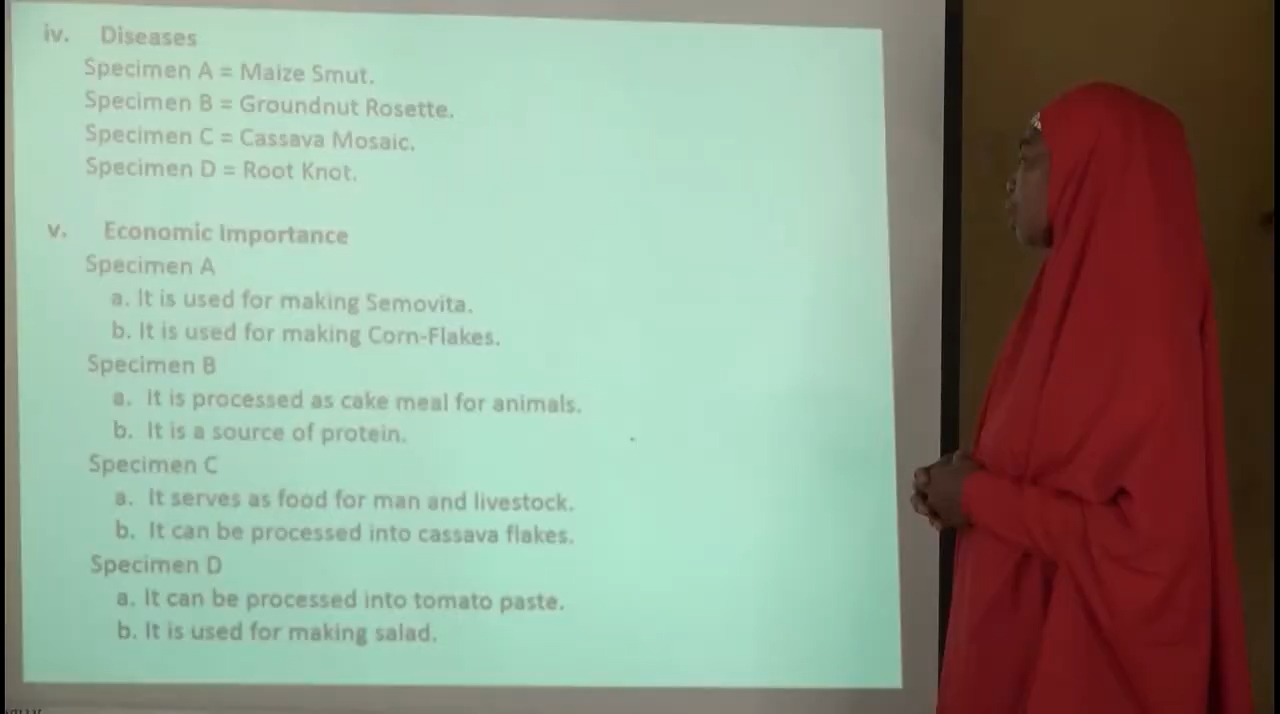 iv. Diseases
Specimen A = Maize Smut.
Specimen B = Groundnut Rosette.
Specimen C = Cassava Mosaic.
Specimen D = Root Knot.
v. Economic Importance
Specimen A
a. It is used for making Semovita.
b. It is used for making Corn-Flakes.
Specimen B
a. It is processed as cake meal for animals.
b. It is a source of protein.
Specimen C
a. It serves as food for man and livestock.
b. It can be processed into cassava flakes.
Specimen D
a. It can be processed into tomato paste.
b. It is used for making salad.